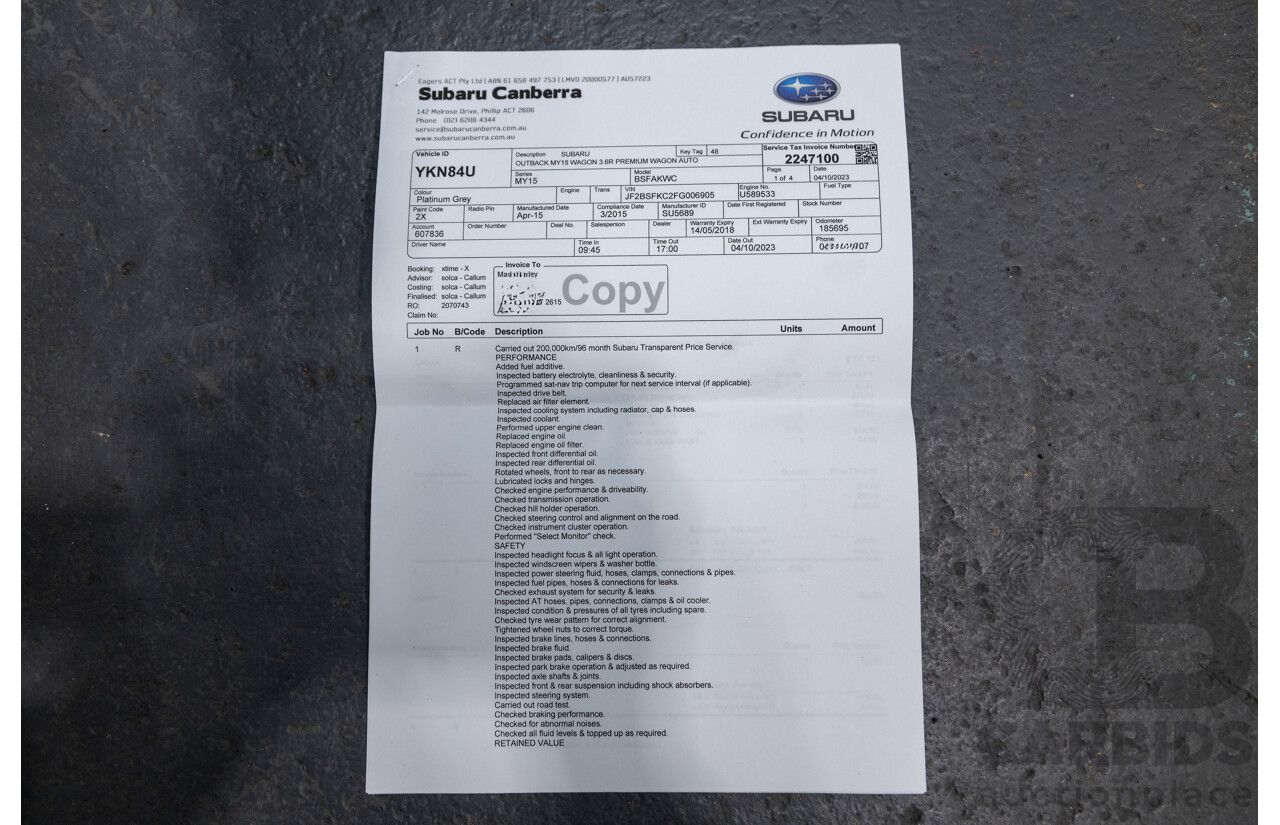 Eagers ACT Pty Ltd | ABN 61 658 497 753 | LMVD 20000577 | AU57223
Subaru Canberra
142 Melrose Drive, Phillip ACT 2606
Phone (02) 6208 4344
service@subarucanberra.com.au
www.subarucanberra.com.au
SUBARU
Confidence in Motion
Vehicle ID
YKN84U
Description SUBARU
OUTBACK MY15 WAGON 3.6R PREMIUM WAGON AUTO
Key Tag 48
Service Tax Invoice Number
2247100
Series
MY15
Model
BSFAKWC
Page
1 of 4
Date
04/10/2023
Colour
Platinum Grey
Engine
Trans
VIN
JF2BSFKC2FG006905
Engine No.
U589533
Fuel Type
Paint Code
2X
Radio Pin
Manufactured Date
Apr-15
Compliance Date
3/2015
Manufacturer ID
SU5689
Date First Registered
Stock Number
Account
607836
Order Number
Deal No.
Salesperson
Dealer
Warranty Expiry
14/05/2018
Ext Warranty Expiry
Odometer
185695
Driver Name
Time In
09:45
Time Out
17:00
Date Out
04/10/2023
Phone
Booking: xtime - X
Advisor: solca - Callum
Costing: solca - Callum
Finalised: solca - Callum
RO: 2070743
Claim No:
Invoice To
2615
Copy
Job No B/Code Description Units Amount
1 R Carried out 200,000km/96 month Subaru Transparent Price Service.
PERFORMANCE
Added fuel additive.
Inspected battery electrolyte, cleanliness & security.
Programmed sat-nav trip computer for next service interval (if applicable).
Inspected drive belt.
Replaced air filter element.
Inspected cooling system including radiator, cap & hoses.
Inspected coolant.
Performed upper engine clean.
Replaced engine oil.
Replaced engine oil filter.
Inspected front differential oil.
Inspected rear differential oil.
Rotated wheels, front to rear as necessary.
Lubricated locks and hinges.
Checked engine performance & driveability.
Checked transmission operation.
Checked hill holder operation.
Checked steering control and alignment on the road.
Checked instrument cluster operation.
Performed "Select Monitor" check.
SAFETY
Inspected headlight focus & all light operation.
Inspected windscreen wipers & washer bottle.
Inspected power steering fluid, hoses, clamps, connections & pipes.
Inspected fuel pipes, hoses & connections for leaks.
Checked exhaust system for security & leaks.
Inspected AT hoses, pipes, connections, clamps & oil cooler.
Inspected condition & pressures of all tyres including spare.
Checked tyre wear pattern for correct alignment.
Tightened wheel nuts to correct torque.
Inspected brake lines, hoses & connections.
Inspected brake fluid.
Inspected brake pads, calipers & discs.
Inspected park brake operation & adjusted as required.
Inspected axle shafts & joints.
Inspected front & rear suspension including shock absorbers.
Inspected steering system.
Carried out road test.
Checked braking performance.
Checked for abnormal noises.
Checked all fluid levels & topped up as required.
RETAINED VALUE
ALLBIDS
auctionplace